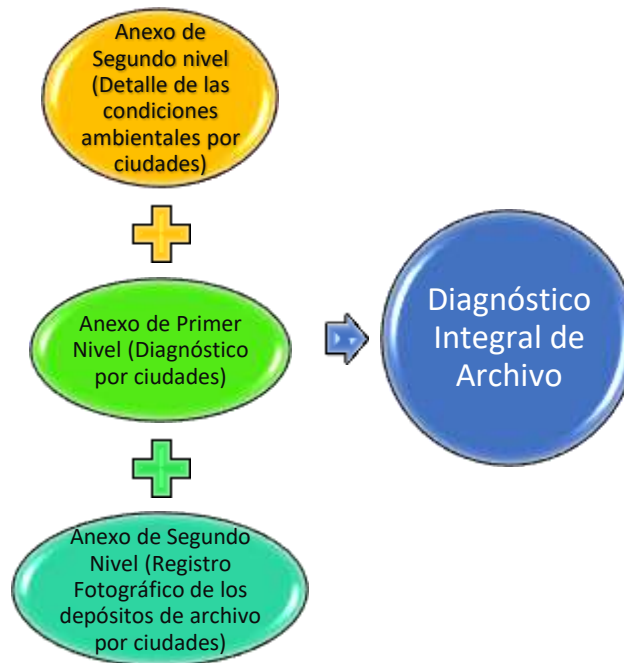 Anexo de
Segundo nivel
(Detalle de las
condiciones
ambientales por
ciudades)
Anexo de Primer
Nivel (Diagnóstico
por ciudades)
Anexo de Segundo
Nivel (Registro
Fotográfico de los
depósitos de archivo
por ciudades)
Diagnóstico
Integral de
Archivo